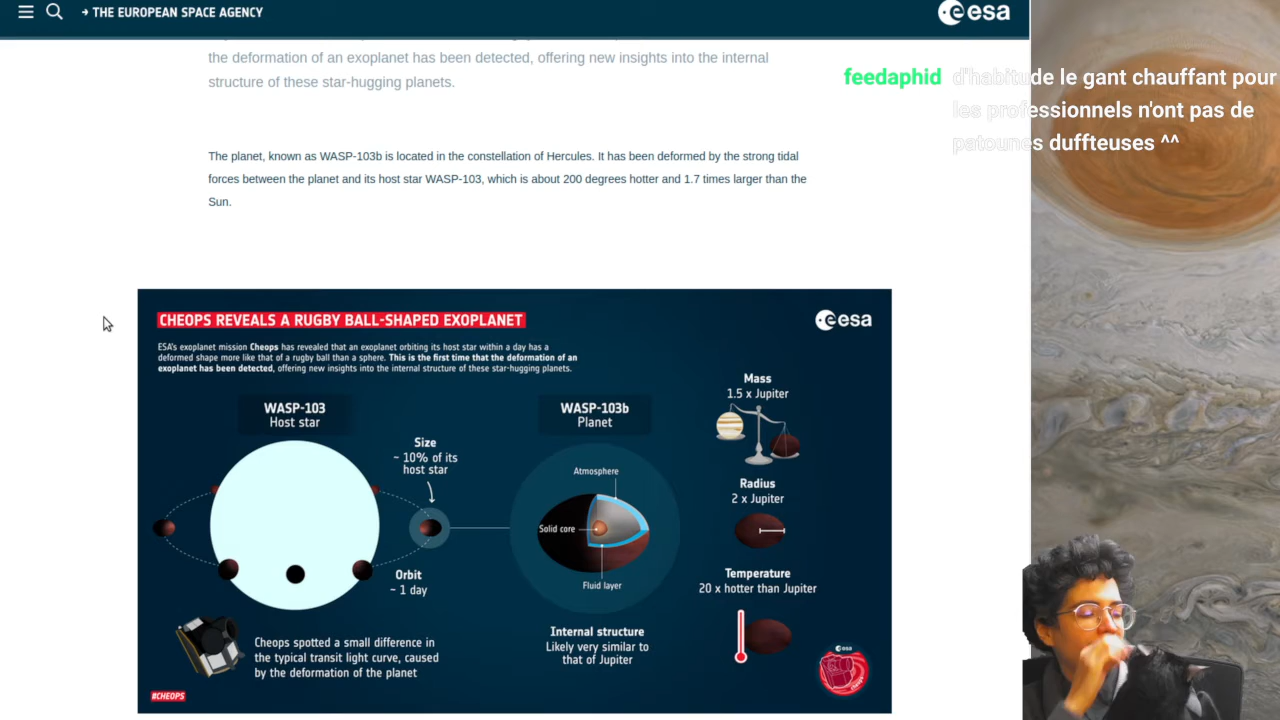 → THE EUROPEAN SPACE AGENCY
esa
the deformation of an exoplanet has been detected, offering new insights into the internal
structure of these star-hugging planets.
feedaphid d'habitude le gant chauffant pour
les professionnels n'ont pas de
patounes duffteuses ^^
The planet, known as WASP-103b is located in the constellation of Hercules. It has been deformed by the strong tidal
forces between the planet and its host star WASP-103, which is about 200 degrees hotter and 1.7 times larger than the
Sun.
CHEOPS REVEALS A RUGBY BALL-SHAPED EXOPLANET
esa
ESA's exoplanet mission Cheops has revealed that an exoplanet orbiting its host star within a day has a
deformed shape more like that of a rugby ball than a sphere. This is the first time that the deformation of an
exoplanet has been detected, offering new insights into the internal structure of these star-hugging planets.
WASP-103
Host star
Size
~ 10% of its
host star
Orbit
~ 1 day
Cheops spotted a small difference in
the typical transit light curve, caused
by the deformation of the planet
#CHEOPS
WASP-103b
Planet
Atmosphere
Solid core
Fluid layer
Internal structure
Likely very similar to
that of Jupiter
Mass
1.5 x Jupiter
Radius
2 x Jupiter
Temperature
20 x hotter than Jupiter
esa
cheops